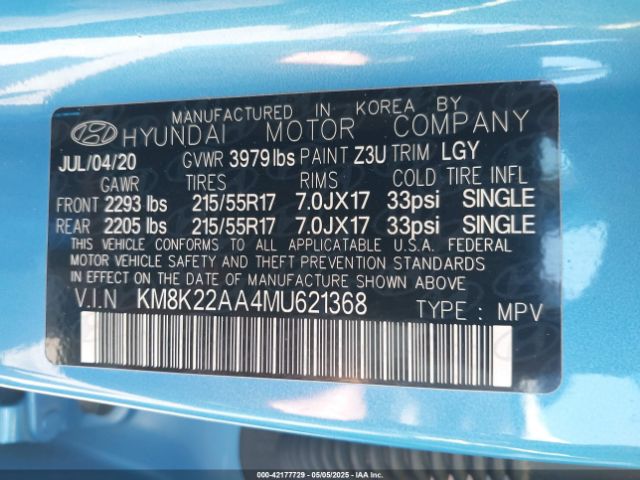 MANUFACTURED IN KOREA BY
HYUNDAI MOTOR COMPANY
JUL/04/20 GVWR 3979lbs PAINT Z3U TRIM LGY
GAWR TIRES RIMS COLD TIRE INFL
FRONT 2293 lbs 215/55R17 7.0JX17 33psi SINGLE
REAR 2205 lbs 215/55R17 7.0JX17 33psi SINGLE
THIS VEHICLE CONFORMS TO ALL APPLICABLE U.S.A. FEDERAL
MOTOR VEHICLE SAFETY AND THEFT PREVENTION STANDARDS
IN EFFECT ON THE DATE OF MANUFACTURE SHOWN ABOVE.
V.I.N KM8K22AA4MU621368 TYPE : MPV
000-42177729 - 05/05/2025 - IAA Inc.